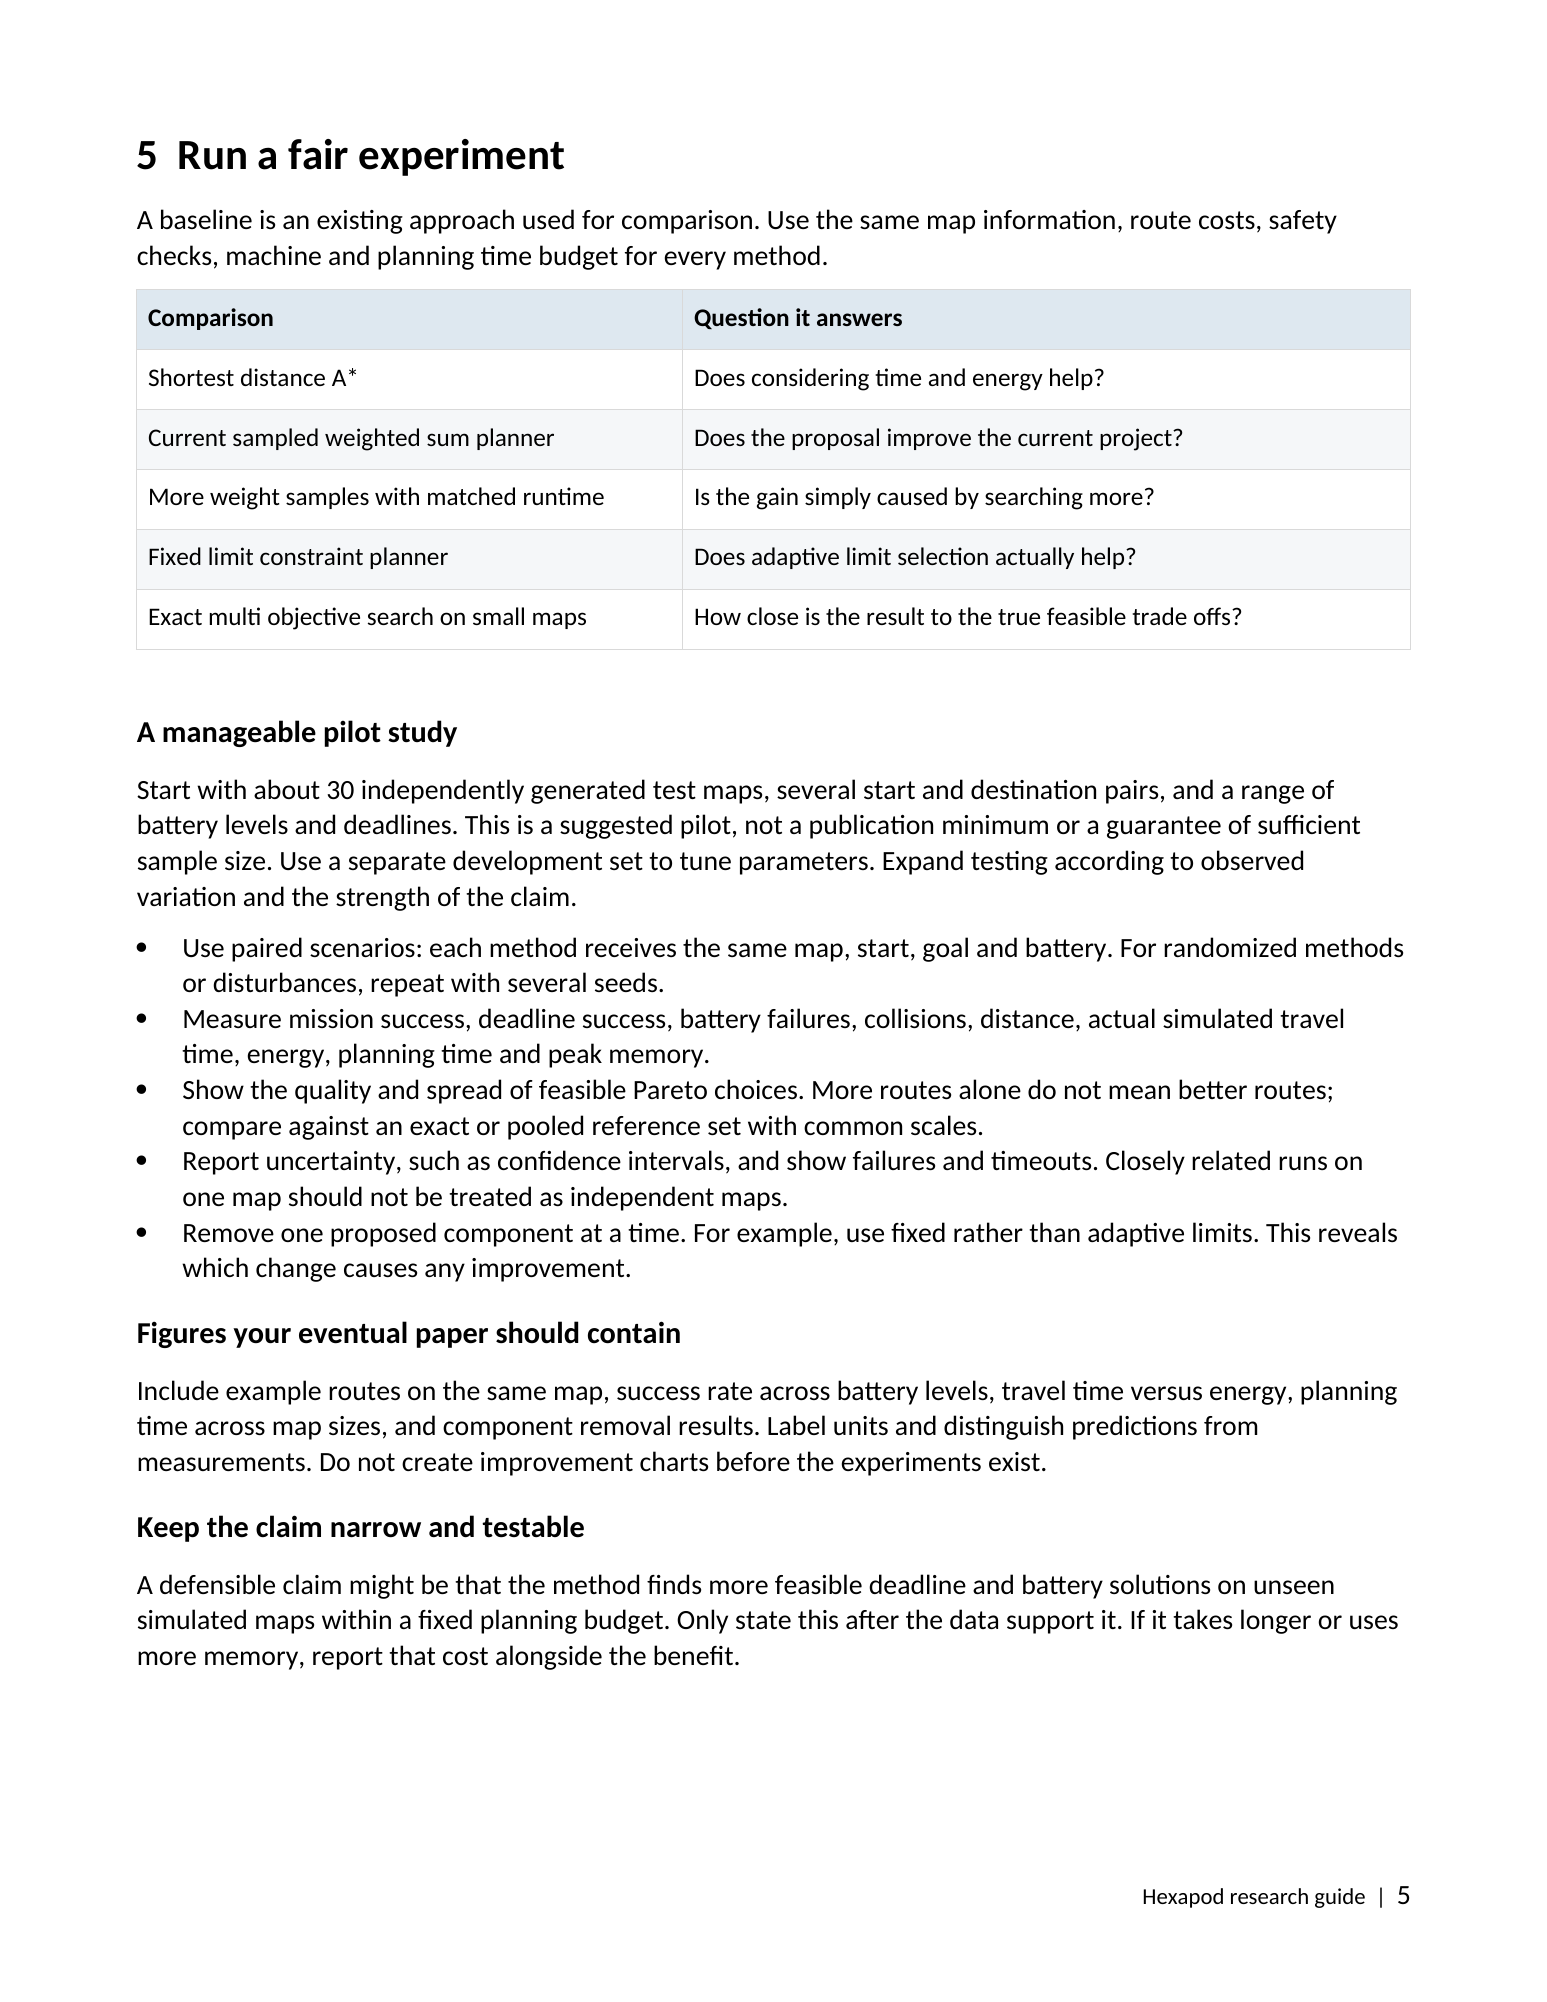 5 Run a fair experiment
A baseline is an existing approach used for comparison. Use the same map information, route costs, safety
checks, machine and planning time budget for every method.
Comparison Question it answers
Shortest distance A* Does considering time and energy help?
Current sampled weighted sum planner Does the proposal improve the current project?
More weight samples with matched runtime Is the gain simply caused by searching more?
Fixed limit constraint planner Does adaptive limit selection actually help?
Exact multi objective search on small maps How close is the result to the true feasible trade offs?
A manageable pilot study
Start with about 30 independently generated test maps, several start and destination pairs, and a range of
battery levels and deadlines. This is a suggested pilot, not a publication minimum or a guarantee of sufficient
sample size. Use a separate development set to tune parameters. Expand testing according to observed
variation and the strength of the claim.
• Use paired scenarios: each method receives the same map, start, goal and battery. For randomized methods
or disturbances, repeat with several seeds.
• Measure mission success, deadline success, battery failures, collisions, distance, actual simulated travel
time, energy, planning time and peak memory.
• Show the quality and spread of feasible Pareto choices. More routes alone do not mean better routes;
compare against an exact or pooled reference set with common scales.
• Report uncertainty, such as confidence intervals, and show failures and timeouts. Closely related runs on
one map should not be treated as independent maps.
• Remove one proposed component at a time. For example, use fixed rather than adaptive limits. This reveals
which change causes any improvement.
Figures your eventual paper should contain
Include example routes on the same map, success rate across battery levels, travel time versus energy, planning
time across map sizes, and component removal results. Label units and distinguish predictions from
measurements. Do not create improvement charts before the experiments exist.
Keep the claim narrow and testable
A defensible claim might be that the method finds more feasible deadline and battery solutions on unseen
simulated maps within a fixed planning budget. Only state this after the data support it. If it takes longer or uses
more memory, report that cost alongside the benefit.
Hexapod research guide | 5